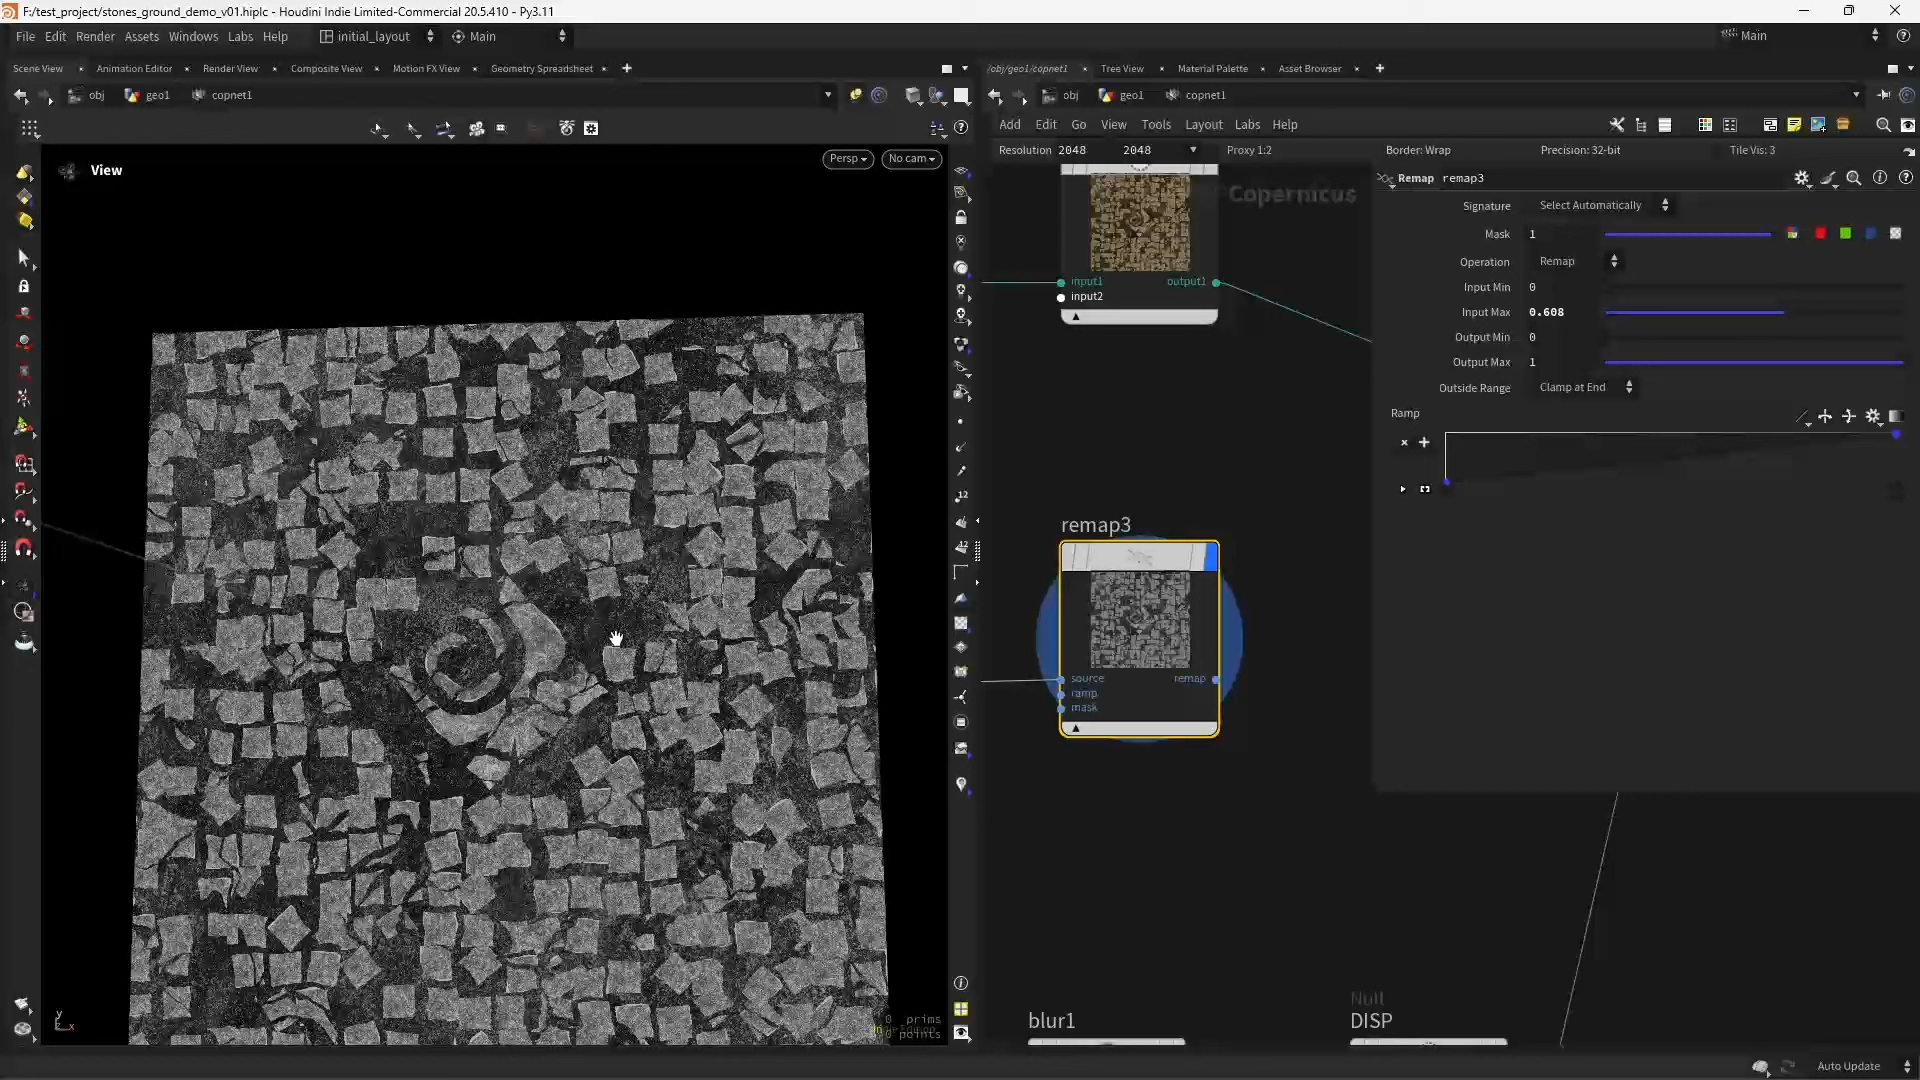 F:/test_project/stones_ground_demo_v01.hiplc - Houdini Indie Limited-Commercial 20.5.410 - Py3.11
File Edit Render Assets Windows Labs Help initial_layout Main Main
Scene View Animation Editor Render View Composite View Motion FX View Geometry Spreadsheet
/obj/geo1/copnet1 Tree View Material Palette Asset Browser
obj geo1 copnet1
obj geo1 copnet1
Add Edit Go View Tools Layout Labs Help
Resolution 2048 2048 Proxy 1:2 Border: Wrap Precision: 32-bit Tile Vis: 3
View
Persp
No cam
Copernicus
Remap remap3
Signature Select Automatically
Mask 1
Operation Remap
Input Min 0
Input Max 0.608
Output Min 0
Output Max 1
Outside Range Clamp at End
Ramp
input1 output1
input2
remap3
source remap
ramp
mask
12
12
blur1
Null
DISP
y
x
0 prims
points
Auto Update